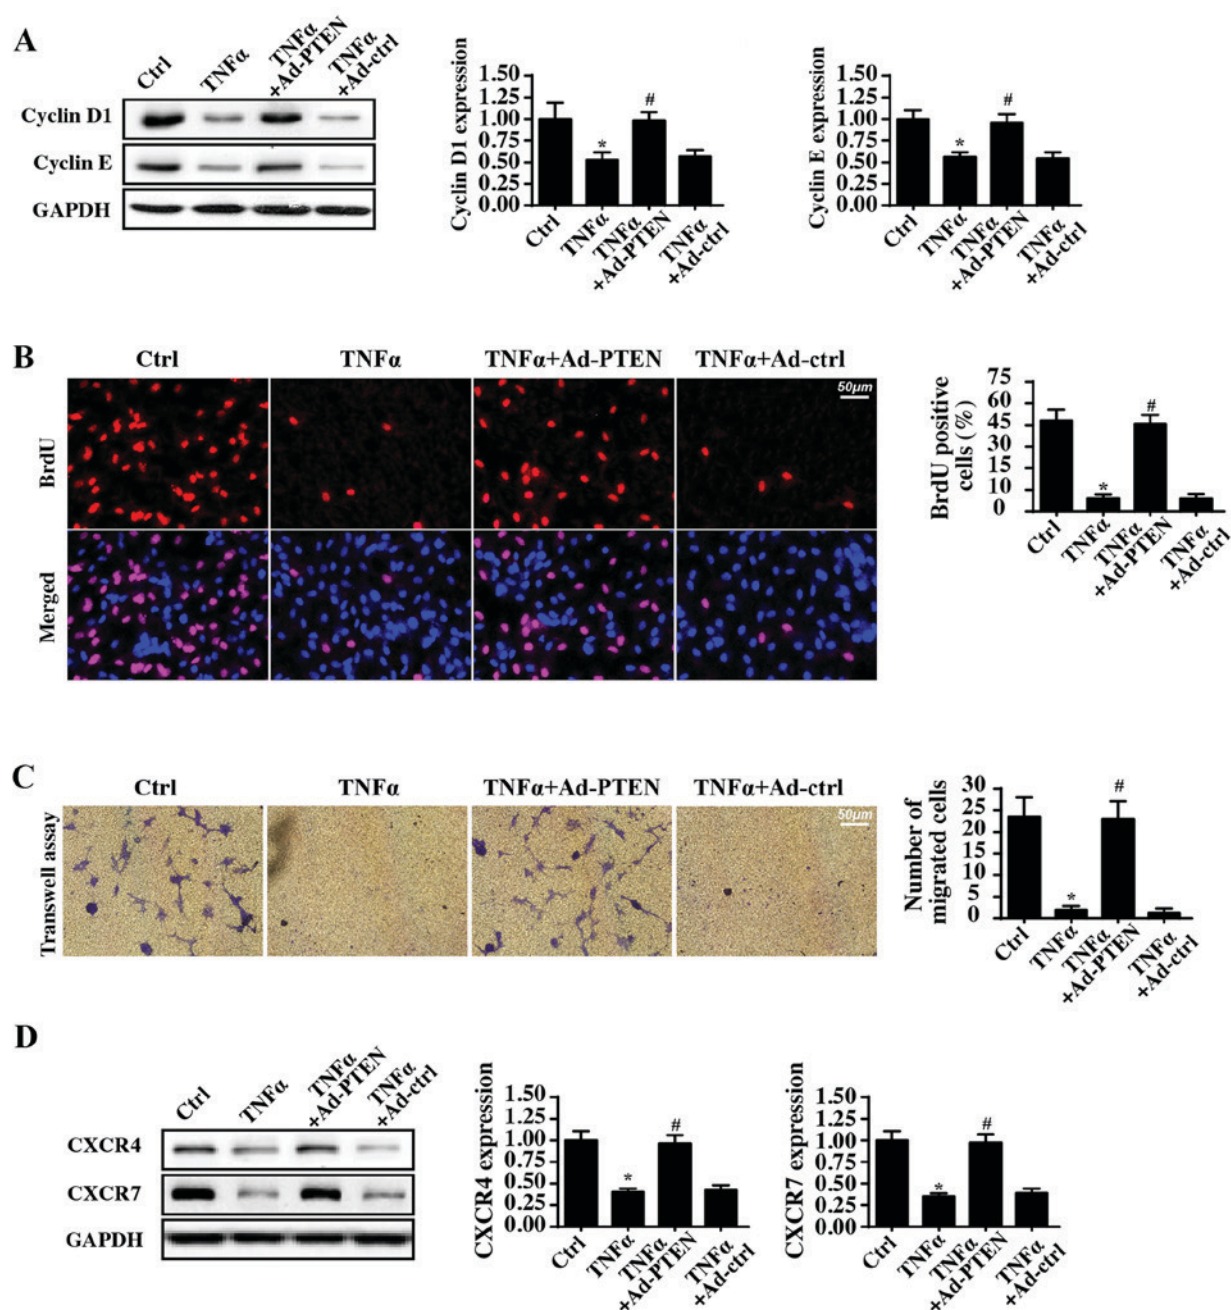 A
Ctrl
TNFα
TNFα
+Ad-PTEN
TNFα
+Ad-ctrl
Cyclin D1
Cyclin E
GAPDH
Cyclin D1 expression
1.50
1.25
1.00
0.75
0.50
0.25
0.00
Ctrl
TNFα
TNFα
+Ad-PTEN
TNFα
+Ad-ctrl
*
#
Cyclin E expression
1.50
1.25
1.00
0.75
0.50
0.25
0.00
Ctrl
TNFα
TNFα
+Ad-PTEN
TNFα
+Ad-ctrl
*
#
B
Ctrl
TNFα
TNFα+Ad-PTEN
TNFα+Ad-ctrl
50μm
BrdU
Merged
BrdU positive
cells (%)
75
60
45
10
0
Ctrl
TNFα
TNFα
+Ad-PTEN
TNFα
+Ad-ctrl
*
#
C
Ctrl
TNFα
TNFα+Ad-PTEN
TNFα+Ad-ctrl
50μm
Transwell assay
Number of
migrated cells
30
25
20
15
10
5
0
Ctrl
TNFα
TNFα
+Ad-PTEN
TNFα
+Ad-ctrl
*
#
D
Ctrl
TNFα
TNFα
+Ad-PTEN
TNFα
+Ad-ctrl
CXCR4
CXCR7
GAPDH
CXCR4 expression
1.50
1.25
1.00
0.75
0.50
0.25
0.00
Ctrl
TNFα
TNFα
+Ad-PTEN
TNFα
+Ad-ctrl
*
#
CXCR7 expression
1.50
1.25
1.00
0.75
0.50
0.25
0.00
Ctrl
TNFα
TNFα
+Ad-PTEN
TNFα
+Ad-ctrl
*
#